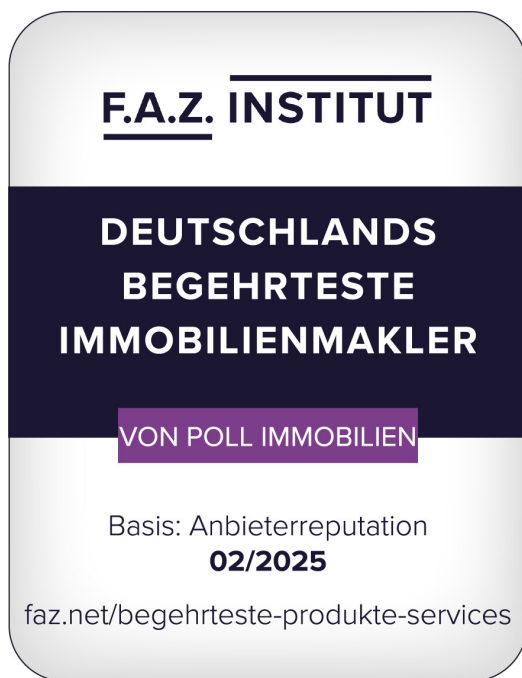 F.A.Z. INSTITUT
DEUTSCHLANDS
BEGEHRTESTE
IMMOBILIENMAKLER
VON POLL IMMOBILIEN
Basis: Anbieterreputation
02/2025
faz.net/begehrteste-produkte-services